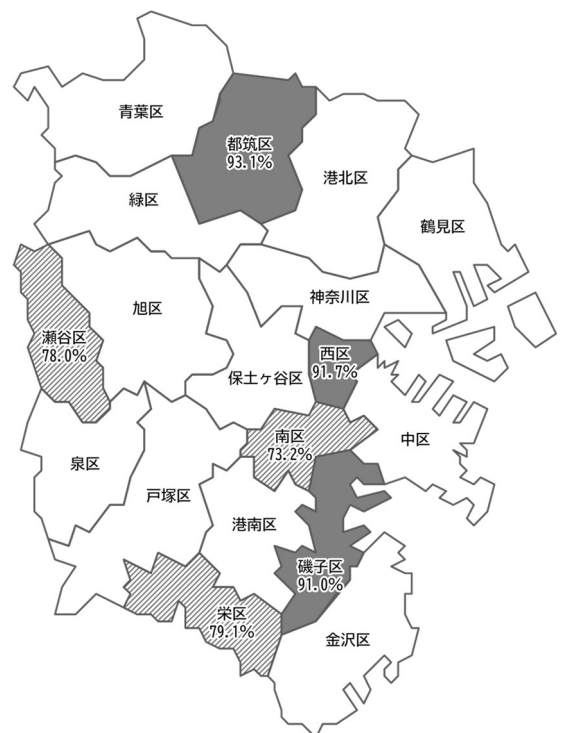 青葉区
都筑区
93.1%
港北区
緑区
鶴見区
神奈川区
旭区
瀬谷区
78.0%
西区
91.7%
保土ヶ谷区
南区
73.2%
中区
泉区
戸塚区
港南区
磯子区
91.0%
栄区
79.1%
金沢区